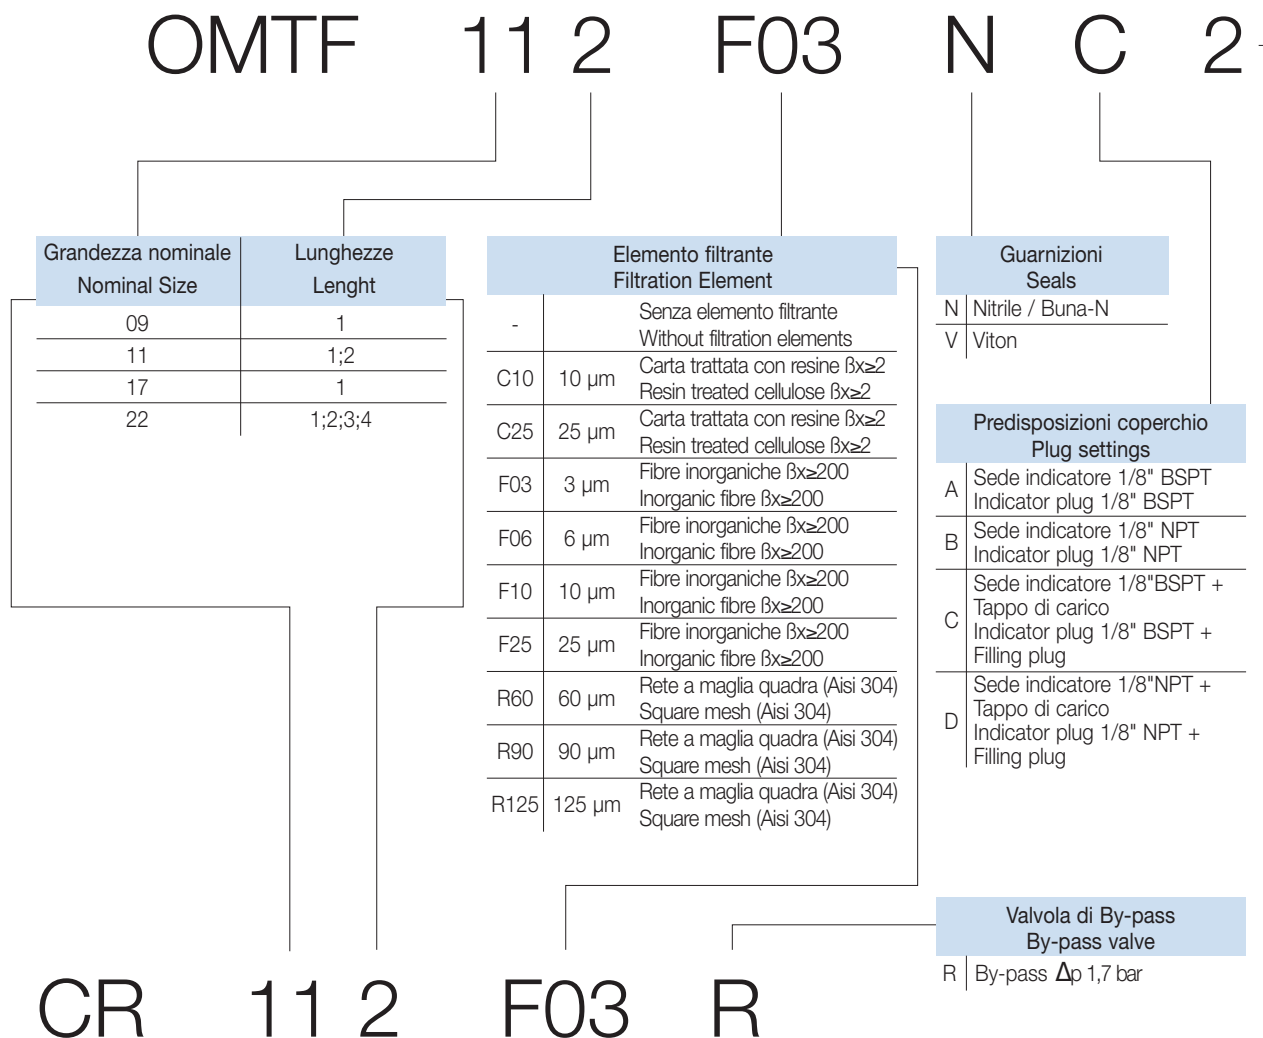 OMTF 11 2 F03 N C 2
Grandezza nominale
Nominal Size
Lunghezze
Lenght
09 1
11 1;2
17 1
22 1;2;3;4
Elemento filtrante
Filtration Element
- Senza elemento filtrante
Without filtration elements
C10 10 µm Carta trattata con resine ßx≥2
Resin treated cellulose ßx≥2
C25 25 µm Carta trattata con resine ßx≥2
Resin treated cellulose ßx≥2
F03 3 µm Fibre inorganiche ßx≥200
Inorganic fibre ßx≥200
F06 6 µm Fibre inorganiche ßx≥200
Inorganic fibre ßx≥200
F10 10 µm Fibre inorganiche ßx≥200
Inorganic fibre ßx≥200
F25 25 µm Fibre inorganiche ßx≥200
Inorganic fibre ßx≥200
R60 60 µm Rete a maglia quadra (Aisi 304)
Square mesh (Aisi 304)
R90 90 µm Rete a maglia quadra (Aisi 304)
Square mesh (Aisi 304)
R125 125 µm Rete a maglia quadra (Aisi 304)
Square mesh (Aisi 304)
Guarnizioni
Seals
N Nitrile / Buna-N
V Viton
Predisposizioni coperchio
Plug settings
A Sede indicatore 1/8" BSPT
Indicator plug 1/8" BSPT
B Sede indicatore 1/8" NPT
Indicator plug 1/8" NPT
C Sede indicatore 1/8"BSPT +
Tappo di carico
Indicator plug 1/8" BSPT +
Filling plug
D Sede indicatore 1/8"NPT +
Tappo di carico
Indicator plug 1/8" NPT +
Filling plug
Valvola di By-pass
By-pass valve
R By-pass Δp 1,7 bar
CR 11 2 F03 R